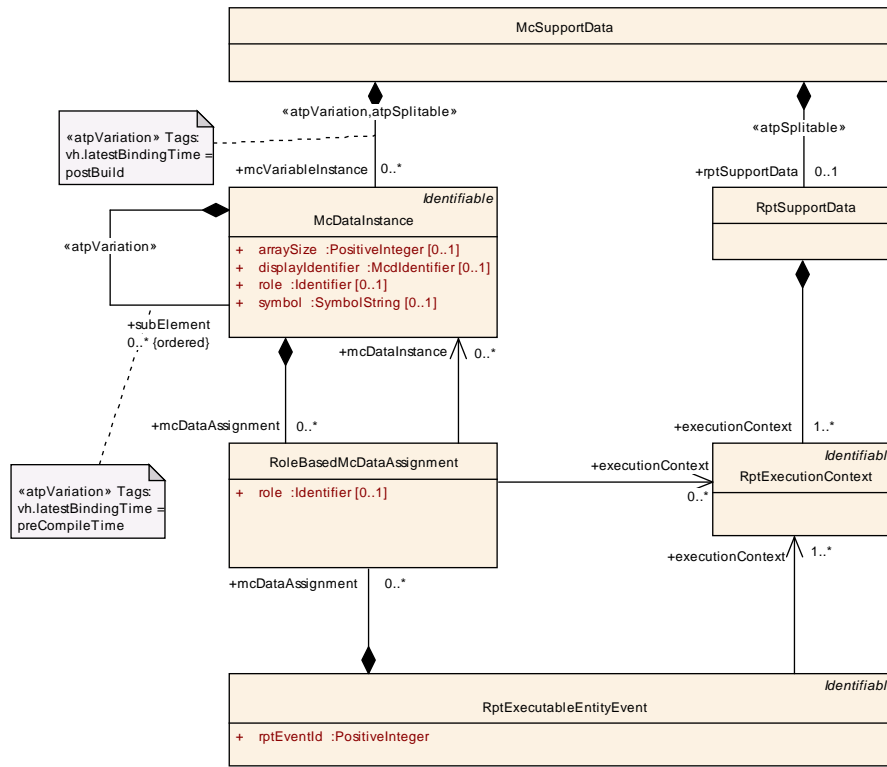 McSupportData
«atpVariation,atpSplitable»
«atpSplitable»
«atpVariation» Tags:
vh.latestBindingTime =
postBuild
+mcVariableInstance
0..*
+rptSupportData
0..1
Identifiable
McDataInstance
+ arraySize :PositiveInteger [0..1]
+ displayIdentifier :McdIdentifier [0..1]
+ role :Identifier [0..1]
+ symbol :SymbolString [0..1]
RptSupportData
«atpVariation»
+subElement
0..* {ordered}
+mcDataInstance
0..*
+mcDataAssignment
0..*
+executionContext
1..*
RoleBasedMcDataAssignment
+ role :Identifier [0..1]
+executionContext
0..*
Identifiabl
RptExecutionContext
«atpVariation» Tags:
vh.latestBindingTime =
preCompileTime
+executionContext
1..*
+mcDataAssignment
0..*
Identifiabl
RptExecutableEntityEvent
+ rptEventId :PositiveInteger